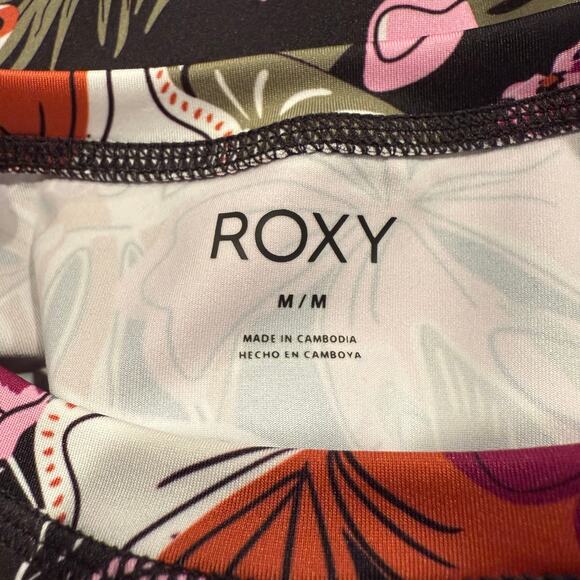 ROXY
M / M
MADE IN CAMBODIA
HECHO EN CAMBOYA